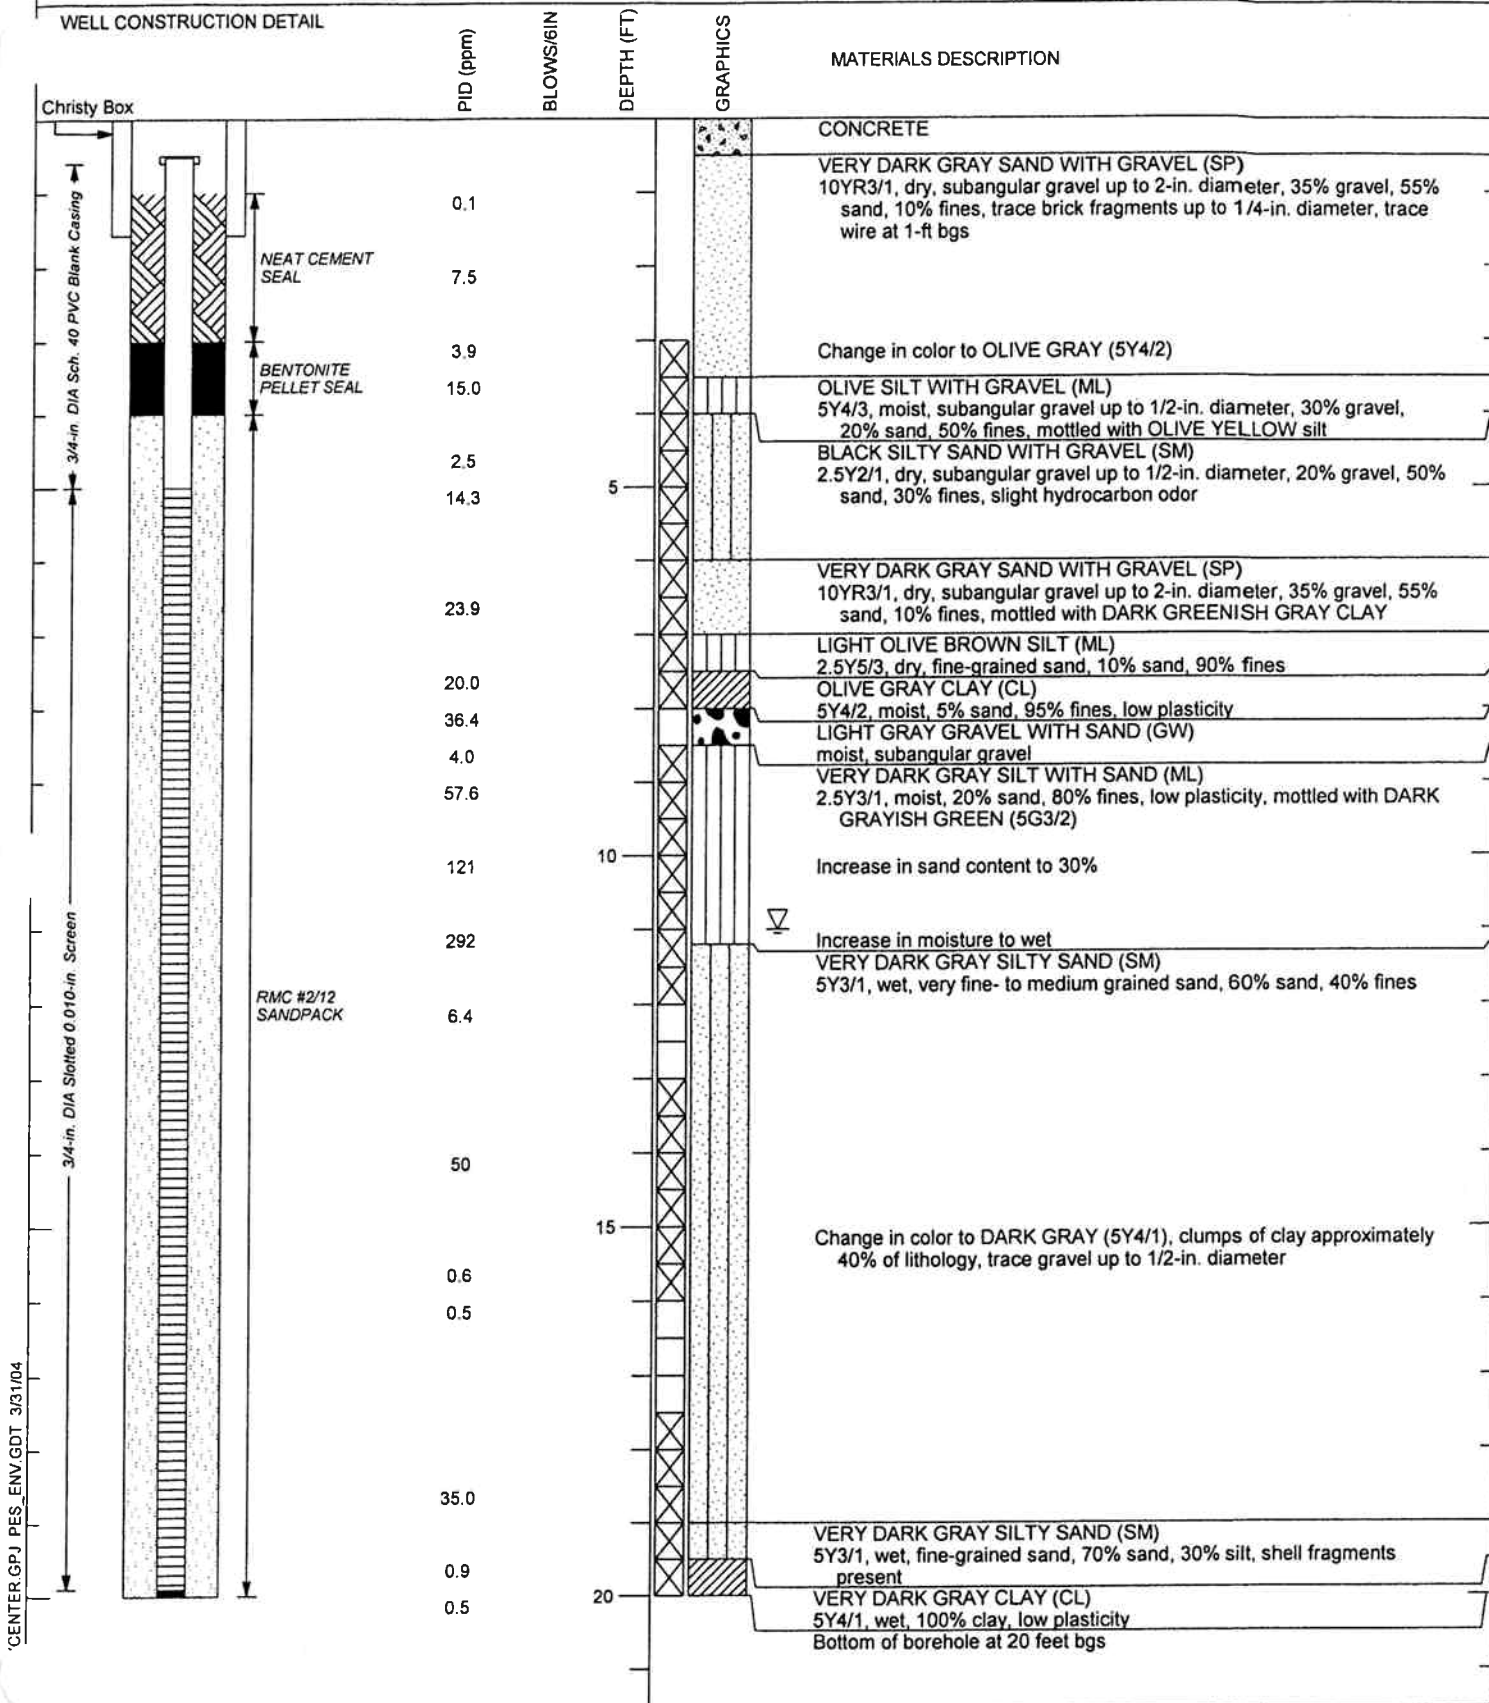 WELL CONSTRUCTION DETAIL
PID (ppm)
BLOWS/6IN
DEPTH (FT)
GRAPHICS
MATERIALS DESCRIPTION
Christy Box
CONCRETE
VERY DARK GRAY SAND WITH GRAVEL (SP)
10YR3/1, dry, subangular gravel up to 2-in. diameter, 35% gravel, 55%
sand, 10% fines, trace brick fragments up to 1/4-in. diameter, trace
wire at 1-ft bgs
0.1
3/4-in. DIA Sch. 40 PVC Blank Casing
NEAT CEMENT
SEAL
7.5
3.9
Change in color to OLIVE GRAY (5Y4/2)
BENTONITE
PELLET SEAL
15.0
OLIVE SILT WITH GRAVEL (ML)
5Y4/3, moist, subangular gravel up to 1/2-in. diameter, 30% gravel,
20% sand, 50% fines, mottled with OLIVE YELLOW silt
BLACK SILTY SAND WITH GRAVEL (SM)
2.5Y2/1, dry, subangular gravel up to 1/2-in. diameter, 20% gravel, 50%
sand, 30% fines, slight hydrocarbon odor
2.5
5
14.3
VERY DARK GRAY SAND WITH GRAVEL (SP)
10YR3/1, dry, subangular gravel up to 2-in. diameter, 35% gravel, 55%
sand, 10% fines, mottled with DARK GREENISH GRAY CLAY
23.9
LIGHT OLIVE BROWN SILT (ML)
2.5Y5/3, dry, fine-grained sand, 10% sand, 90% fines
20.0
OLIVE GRAY CLAY (CL)
5Y4/2, moist, 5% sand, 95% fines, low plasticity
36.4
LIGHT GRAY GRAVEL WITH SAND (GW)
moist, subangular gravel
4.0
VERY DARK GRAY SILT WITH SAND (ML)
2.5Y3/1, moist, 20% sand, 80% fines, low plasticity, mottled with DARK
GRAYISH GREEN (5G3/2)
57.6
10
121
Increase in sand content to 30%
292
Increase in moisture to wet
VERY DARK GRAY SILTY SAND (SM)
5Y3/1, wet, very fine- to medium grained sand, 60% sand, 40% fines
3/4-in. DIA Slotted 0.010-in. Screen
RMC #2/12
SANDPACK
6.4
50
15
Change in color to DARK GRAY (5Y4/1), clumps of clay approximately
40% of lithology, trace gravel up to 1/2-in. diameter
0.6
0.5
35.0
VERY DARK GRAY SILTY SAND (SM)
5Y3/1, wet, fine-grained sand, 70% sand, 30% silt, shell fragments
present
0.9
20
0.5
VERY DARK GRAY CLAY (CL)
5Y4/1, wet, 100% clay, low plasticity
Bottom of borehole at 20 feet bgs
CENTER.GPJ PES_ENV.GDT 3/31/04